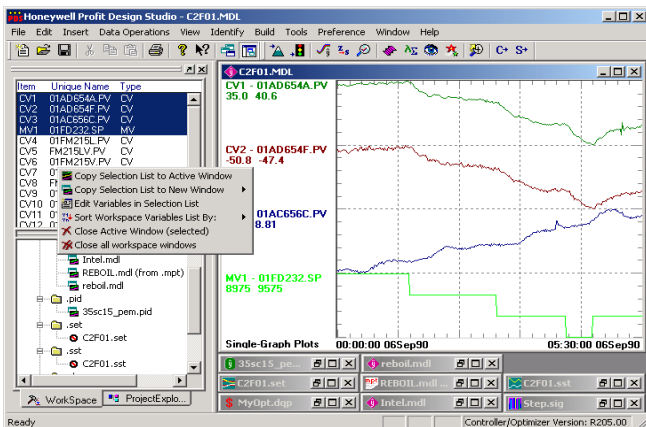 Honeywell Profit Design Studio - C2F01.MDL
File Edit Insert Data Operations View Identify Build Tools Preference Window Help
C+ S+
Item Unique Name Type
CV1 01AD654A.PV CV
CV2 01AD654F.PV CV
CV3 01AC656C.PV CV
MV1 01FD232.SP MV
CV4 01FM215L.PV CV
CV5 FM215LV.PV CV
CV6 01FM215V.PV CV
CV7
CV8
CV9
CV10
CV11
CV12
Copy Selection List to Active Window
Copy Selection List to New Window
Edit Variables in Selection List
Sort Workspace Variables List By:
Close Active Window (selected)
Close all workspace windows
Intel.mdl
REBOIL.mdl (from .mpt)
reboil.mdl
.pid
35sc15_pem.pid
.set
C2F01.set
.sst
C2F01.sst
WorkSpace ProjectExplo...
C2F01.MDL
CV1 - 01AD654A.PV
35.0 40.6
CV2 - 01AD654F.PV
-50.8 -47.4
01AC656C.PV
8.81
MV1 - 01FD232.SP
8975 9575
Single-Graph Plots 00:00:00 06Sep90 05:30:00 06Sep90
35sc15_pe... reboil.mdl
C2F01.set REBOIL.mdl ... C2F01.sst
MyOpt.dqp Intel.mdl Step.sig
Ready Controller/Optimizer Version: R205.00